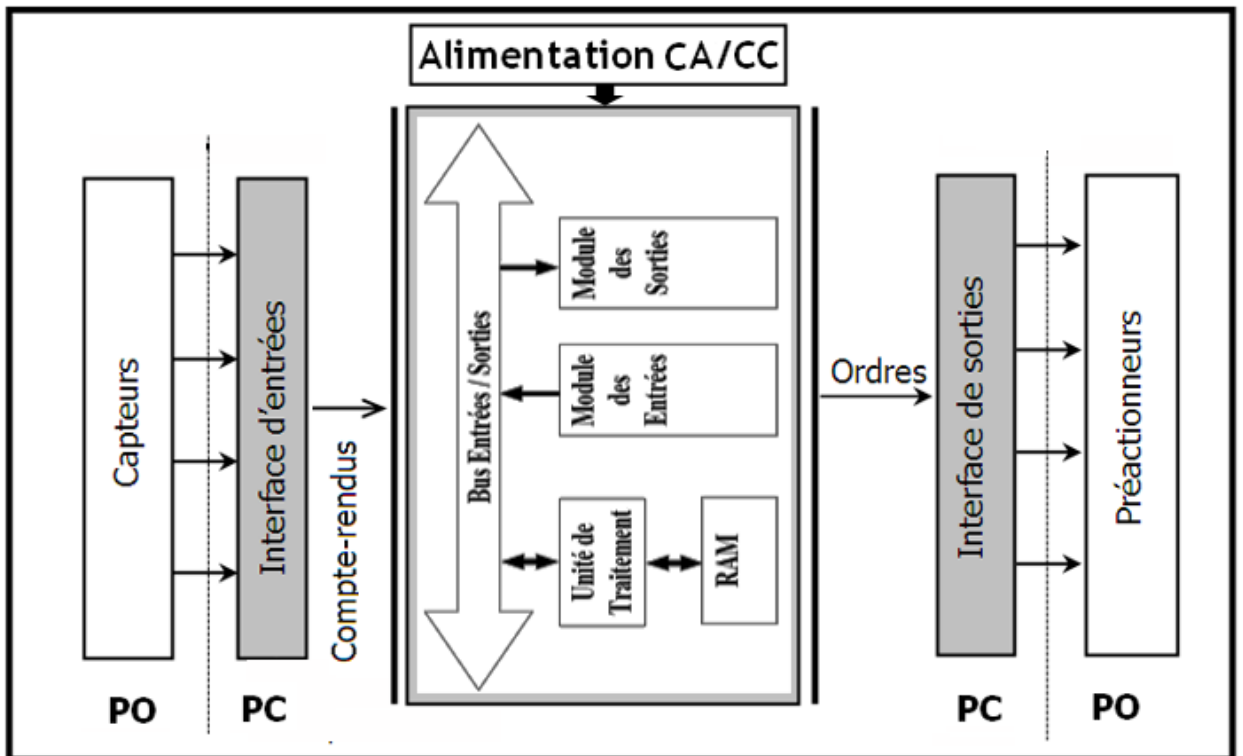 Alimentation CA/CC
Capteurs
Interface d'entrées
Compte-rendus
Bus Entrées / Sorties
Module
des
Sorties
Module
des
Entrées
Unité de
Traitement
RAM
Ordres
Interface de sorties
Préactionneurs
PO
PC
PC
PO